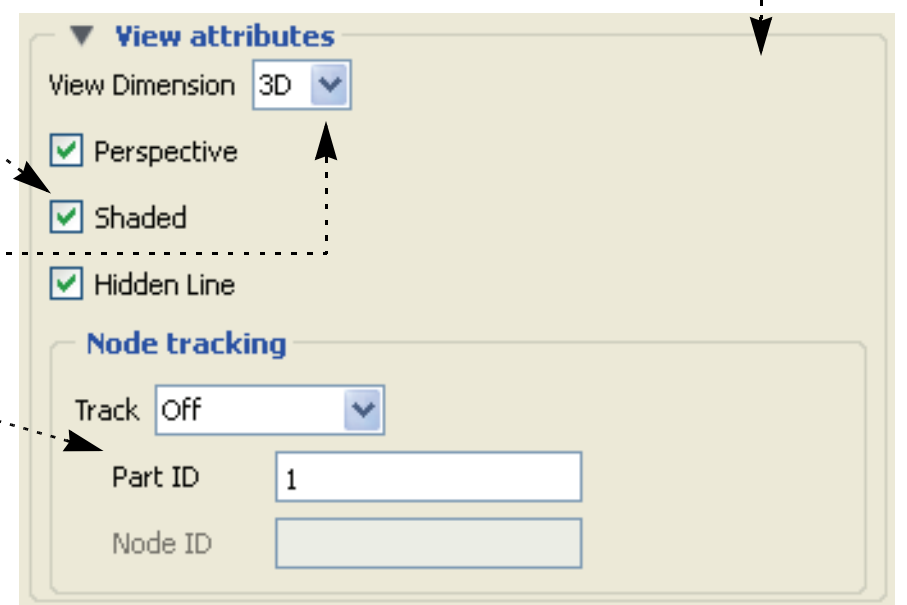 View attributes
View Dimension 3D
Perspective
Shaded
Hidden Line
Node tracking
Track Off
Part ID 1
Node ID